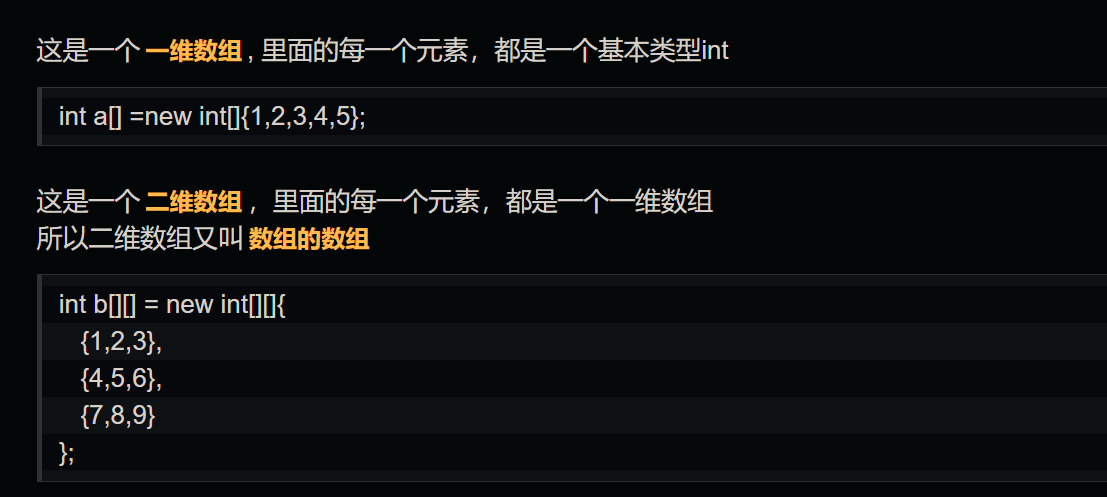 这是一个 一维数组 , 里面的每一个元素，都是一个基本类型int
int a[] =new int[]{1,2,3,4,5};
这是一个 二维数组 ，里面的每一个元素，都是一个一维数组
所以二维数组又叫 数组的数组
int b[][] = new int[][]{
{1,2,3},
{4,5,6},
{7,8,9}
};